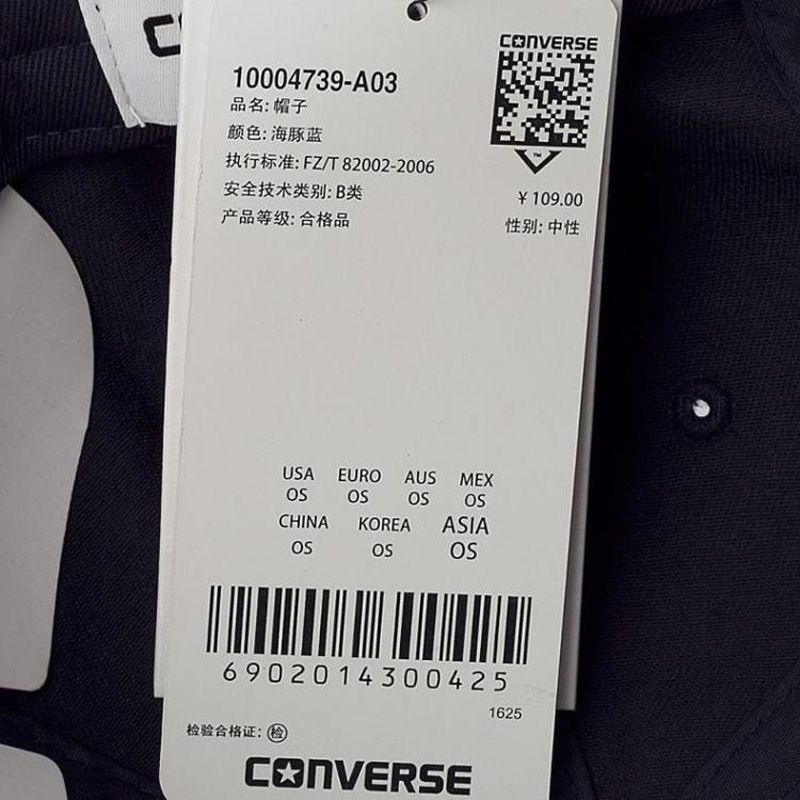 C
CONVERSE
10004739-A03
品名: 帽子
颜色: 海豚蓝
执行标准: FZ/T 82002-2006
安全技术类别: B类
产品等级: 合格品
TM
¥ 109.00
性别: 中性
USA EURO AUS MEX
OS OS OS OS
CHINA KOREA ASIA
OS OS OS
6902014300425
1625
检验合格证: 检
CONVERSE